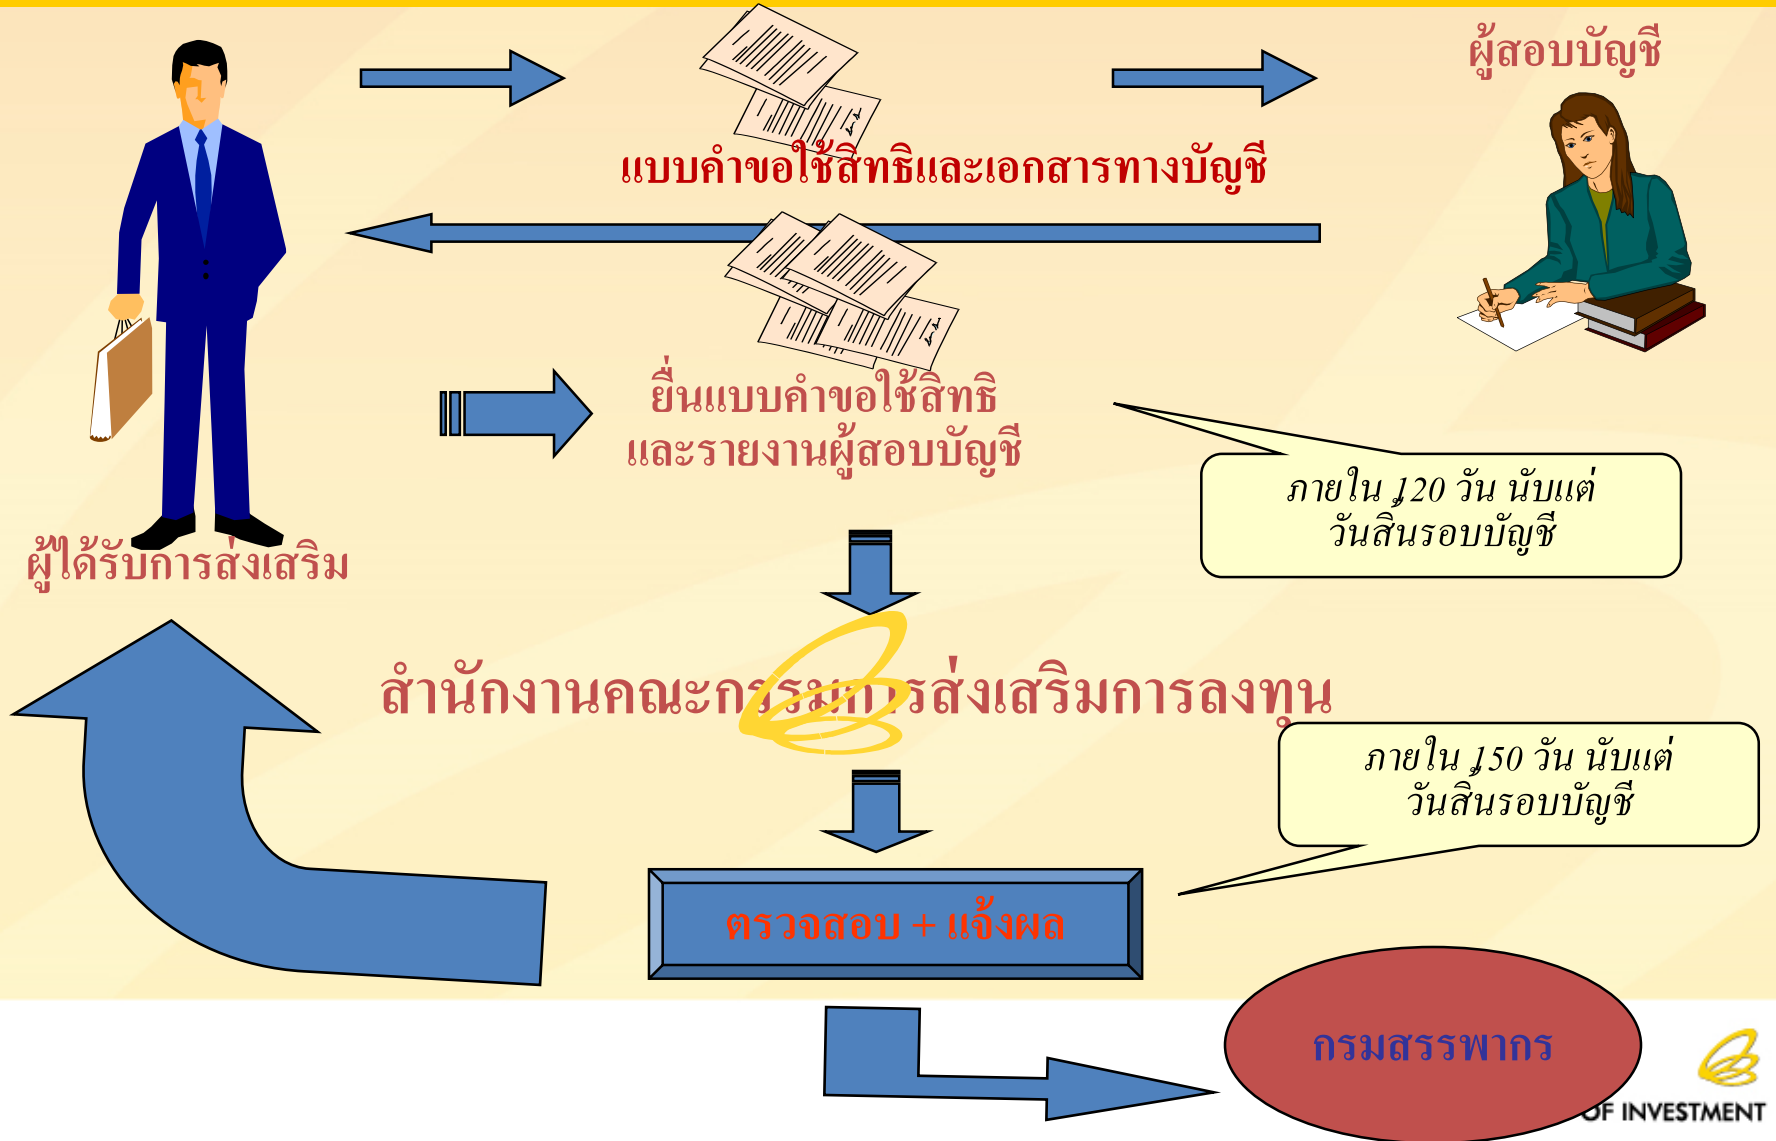 ผู้สอบบัญชี
แบบคำขอใช้สิทธิและเอกสารทางบัญชี
ยื่นแบบคำขอใช้สิทธิ
และรายงานผู้สอบบัญชี
ภายใน 120 วัน นับแต่
วันสิ้นรอบบัญชี
ผู้ได้รับการส่งเสริม
สำนักงานคณะกรรมการส่งเสริมการลงทุน
ภายใน 150 วัน นับแต่
วันสิ้นรอบบัญชี
ตรวจสอบ + แจ้งผล
กรมสรรพากร
OF INVESTMENT